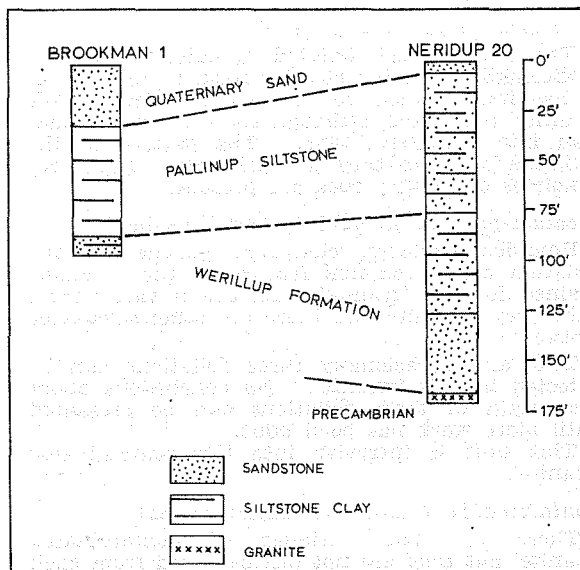 BROOKMAN 1
NERIDUP 20
0'
QUATERNARY SAND
25'
PALLINUP SILTSTONE
50'
75'
WERILLUP FORMATION
100'
125'
150'
PRECAMBRIAN
175'
SANDSTONE
SILTSTONE CLAY
GRANITE